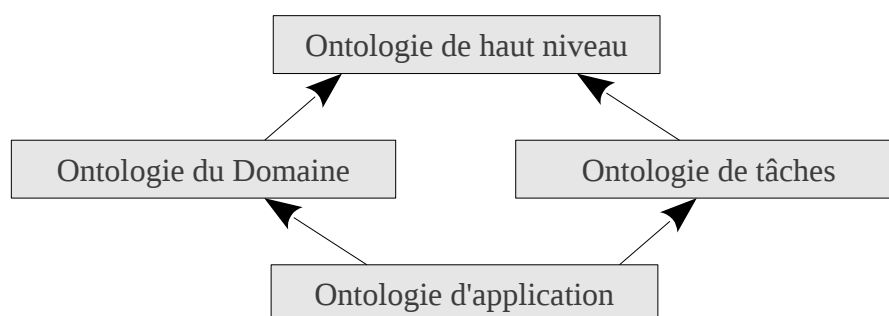 Ontologie de haut niveau
Ontologie du Domaine
Ontologie de tâches
Ontologie d'application